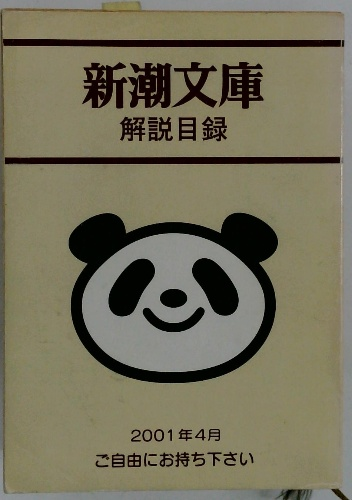 新潮文庫
解説目録
2001年4月
ご自由にお持ち下さい